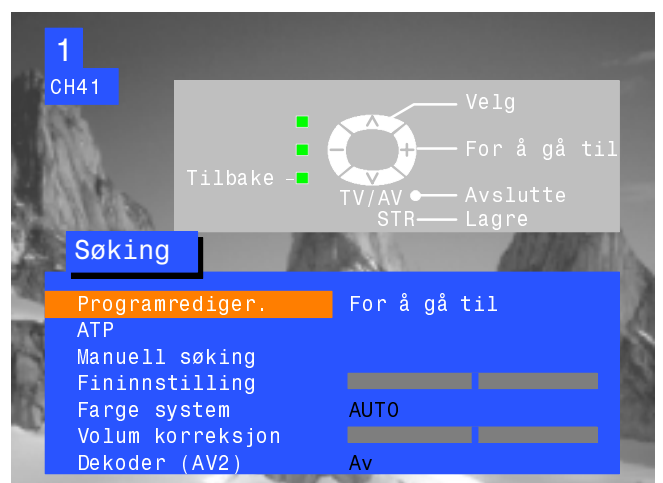 1
CH41
Velg
For å gå til
Tilbake
TV/AV Avslutte
STR Lagre
Søking
Programrediger. For å gå til
ATP
Manuell søking
Fininnstilling
Farge system AUTO
Volum korreksjon
Dekoder (AV2) Av